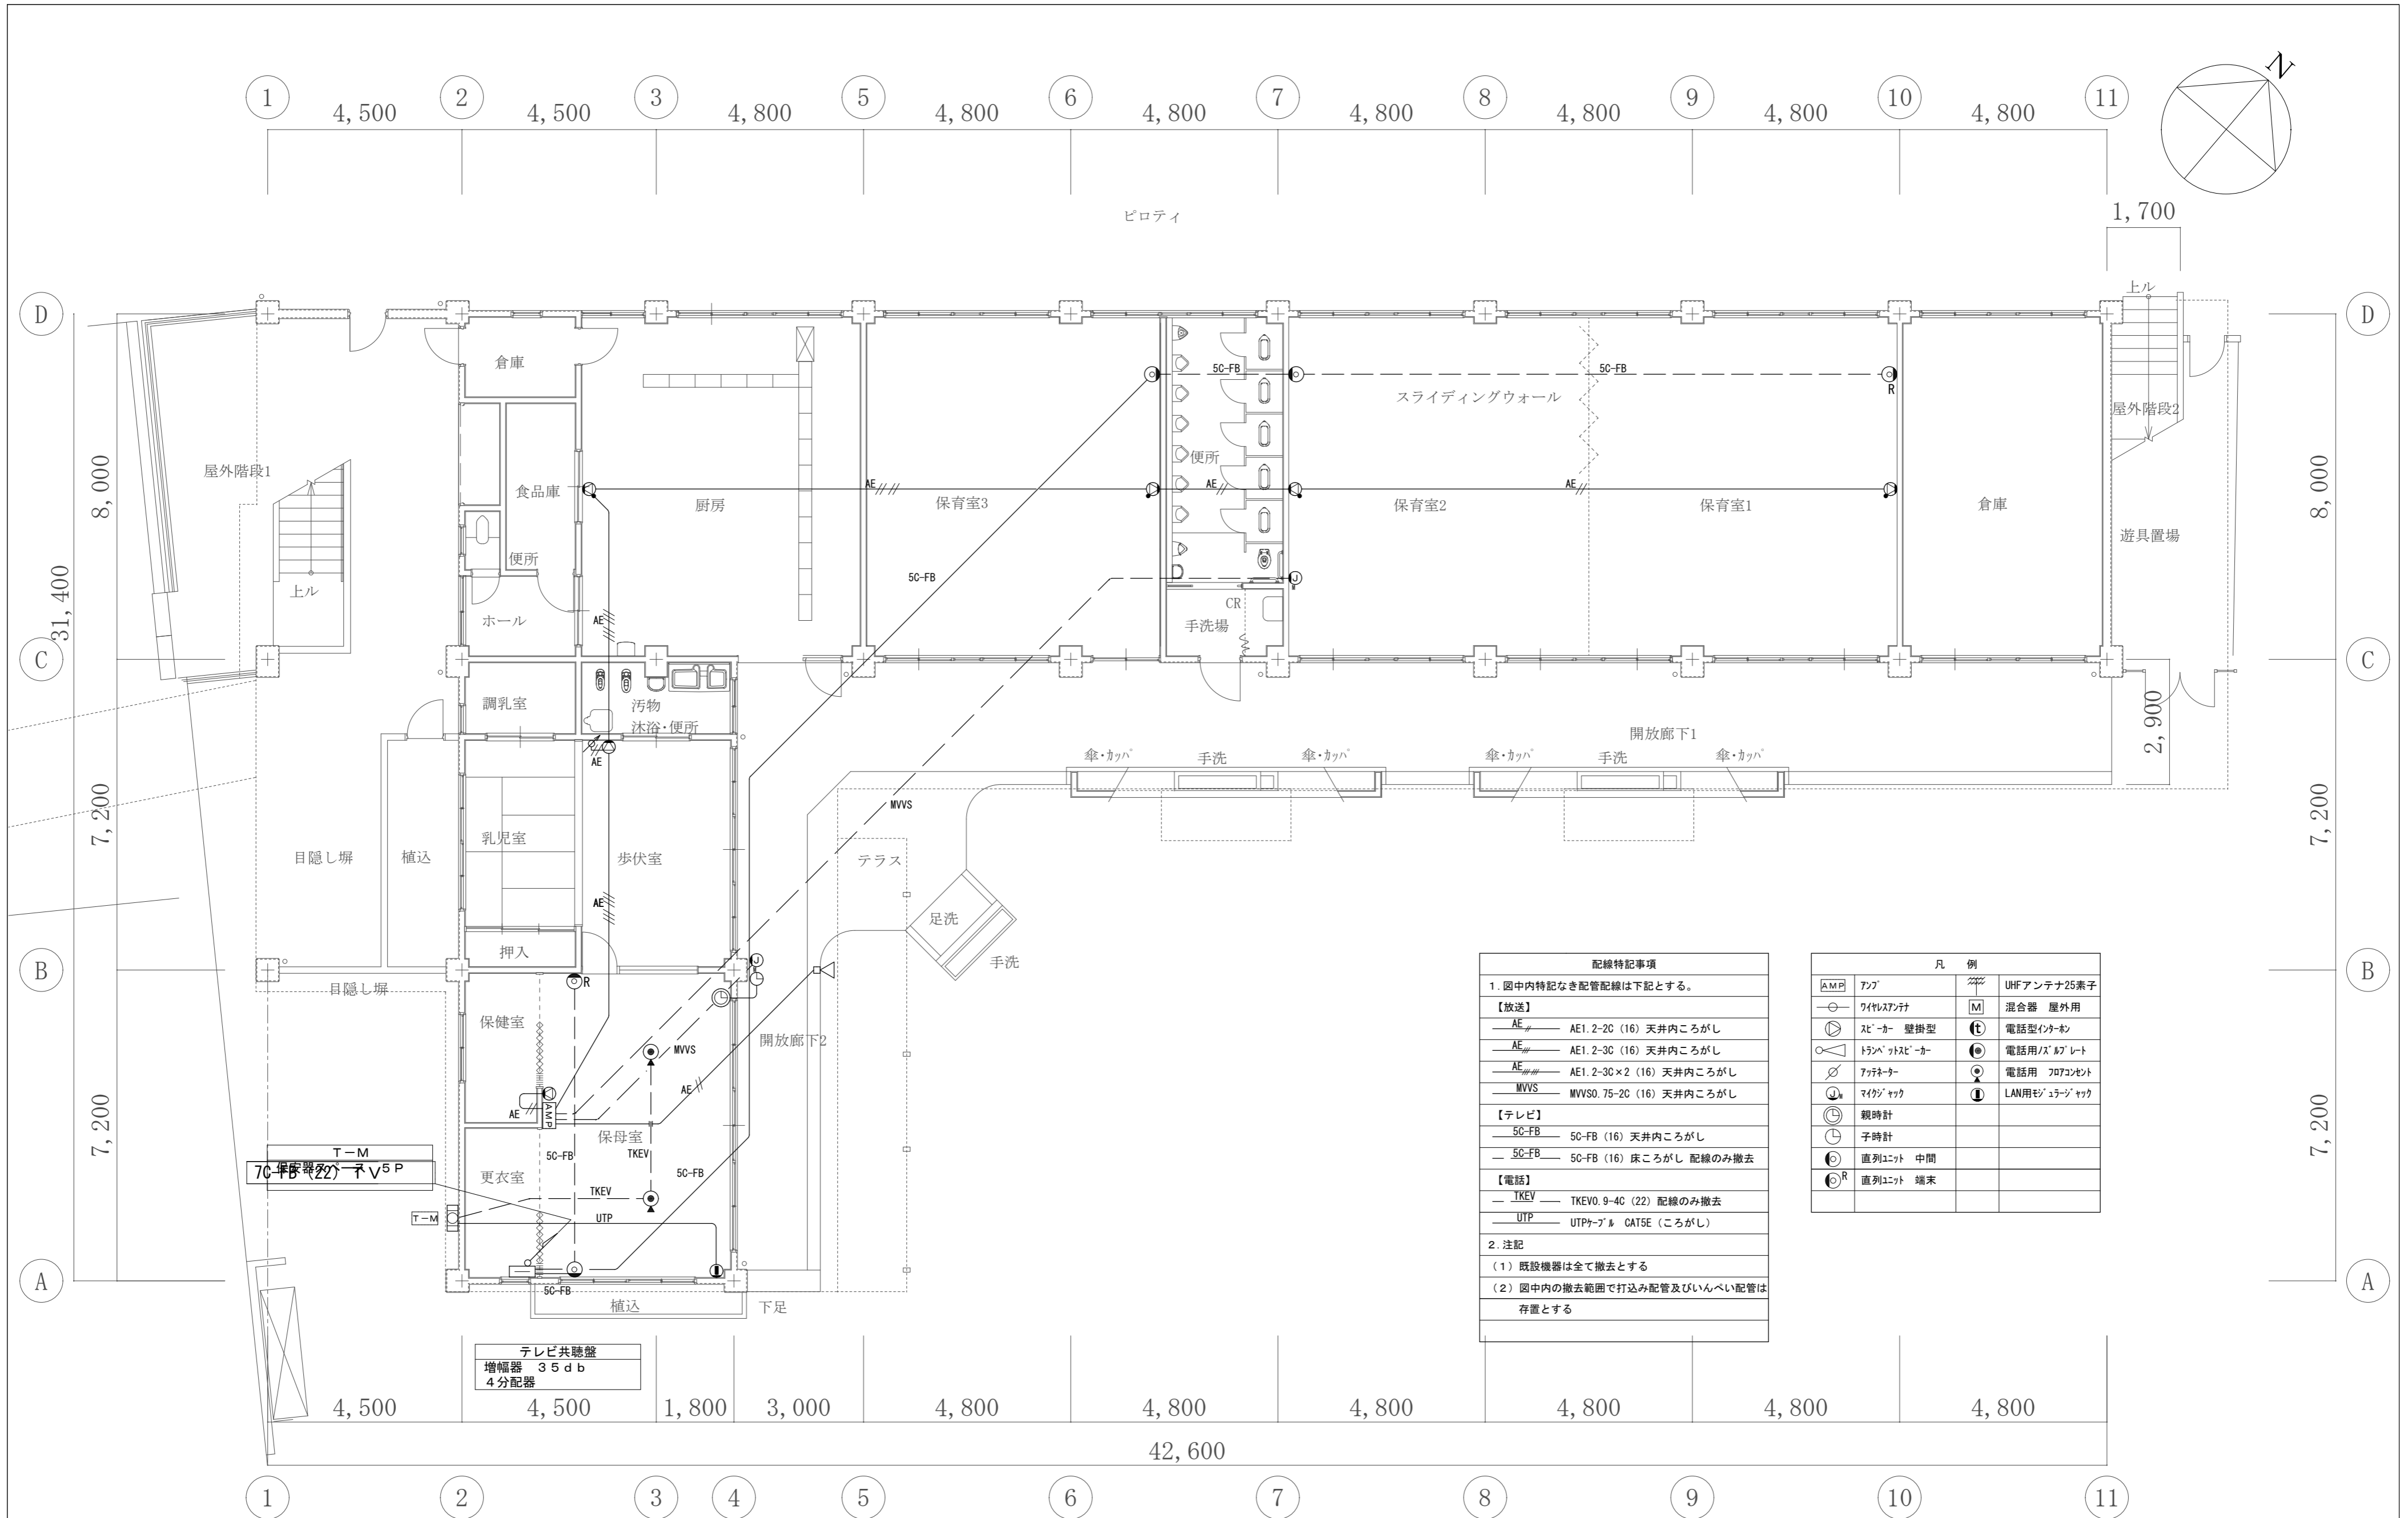 1 2 3 5 6 7 8 9 10 11
4,500 4,500 4,800 4,800 4,800 4,800 4,800 4,800 4,800
N
ピロティ
1,700
D
上ル
D
倉庫
5C-FB
5C-FB
スライディングウォール
R
屋外階段2
8,000
屋外階段1
食品庫
AE
厨房
保育室3
便所
AE
保育室2
AE
保育室1
倉庫
遊具置場
8,000
31,400
便所
上ル
5C-FB
J
ホール
AE
CR
手洗場
C
C
調乳室
汚物
沐浴・便所
AE
2,900
開放廊下1
傘・カッパ
手洗
傘・カッパ
傘・カッパ
手洗
傘・カッパ
MVVS
7,200
7,200
目隠し塀
植込
乳児室
歩伏室
テラス
AE
足洗
手洗
押入
B
J
B
R
目隠し塀
保健室
開放廊下2
MVVS
AE
AE
AMP
保母室
7,200
7,200
5C-FB
TKEV
5C-FB
T－M
保安器スペース 5P
7C-FB (22) TV
更衣室
TKEV
UTP
T－M
A
A
5C-FB
植込
下足
テレビ共聴盤
増幅器 35db
4分配器
配線特記事項
1.図中内特記なき配管配線は下記とする。
【放送】
AE AE1.2-2C (16) 天井内ころがし
AE AE1.2-3C (16) 天井内ころがし
AE AE1.2-3C×2 (16) 天井内ころがし
MVVS MVVS0.75-2C (16) 天井内ころがし
【テレビ】
5C-FB 5C-FB (16) 天井内ころがし
5C-FB 5C-FB (16) 床ころがし 配線のみ撤去
【電話】
TKEV TKEV0.9-4C (22) 配線のみ撤去
UTP UTPケーブル CAT5E (ころがし)
2.注記
(1) 既設機器は全て撤去とする
(2) 図中内の撤去範囲で打込み配管及びいんぺい配管は
存置とする
凡 例
AMP アンプ UHFアンテナ25素子
ワイヤレスアンテナ M 混合器 屋外用
スピーカー 壁掛型 t 電話型インターホン
トランペットスピーカー 電話用ノズルプレート
アッテネーター 電話用 フロアコンセント
J マイクジャック LAN用モジュラージャック
親時計
子時計
直列ユニット 中間
R 直列ユニット 端末
4,500 4,500 1,800 3,000 4,800 4,800 4,800 4,800 4,800 4,800
42,600
1 2 3 4 5 6 7 8 9 10 11